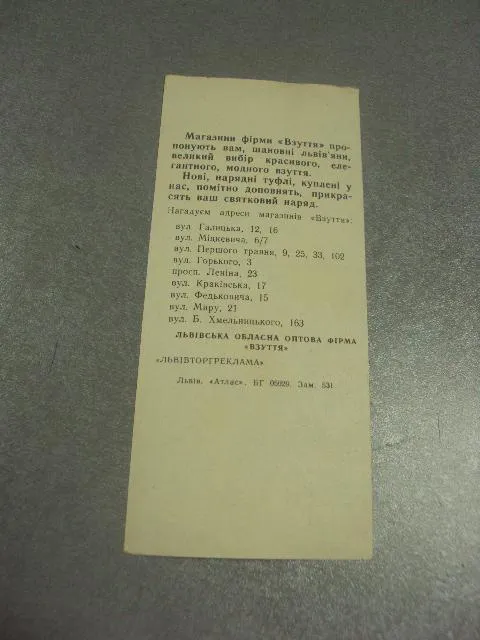 Магазини фірми «Взуття» про-
понують вам, шановні львів'яни,
великий вибір красивого, еле-
гантного, модного взуття.
Нові, нарядні туфлі, куплені у
нас, помітно доповнять, прикра-
сять ваш святковий наряд.
Нагадуєм адреси магазинів «Взуття»:
вул Галицька, 12, 16
вул. Міцкевича, 6/7
вул. Першого травня, 9, 25, 33, 102
вул. Горького, 3
просп. Леніна, 23
вул. Краківська, 17
вул. Федьковича, 15
вул. Миру, 21
вул. Б. Хмельницького, 163
ЛЬВІВСЬКА ОБЛАСНА ОПТОВА ФІРМА
«ВЗУТТЯ»
«ЛЬВІВТОРГРЕКЛАМА»
Львів. «Атлас». БГ 05029. Зам. 531